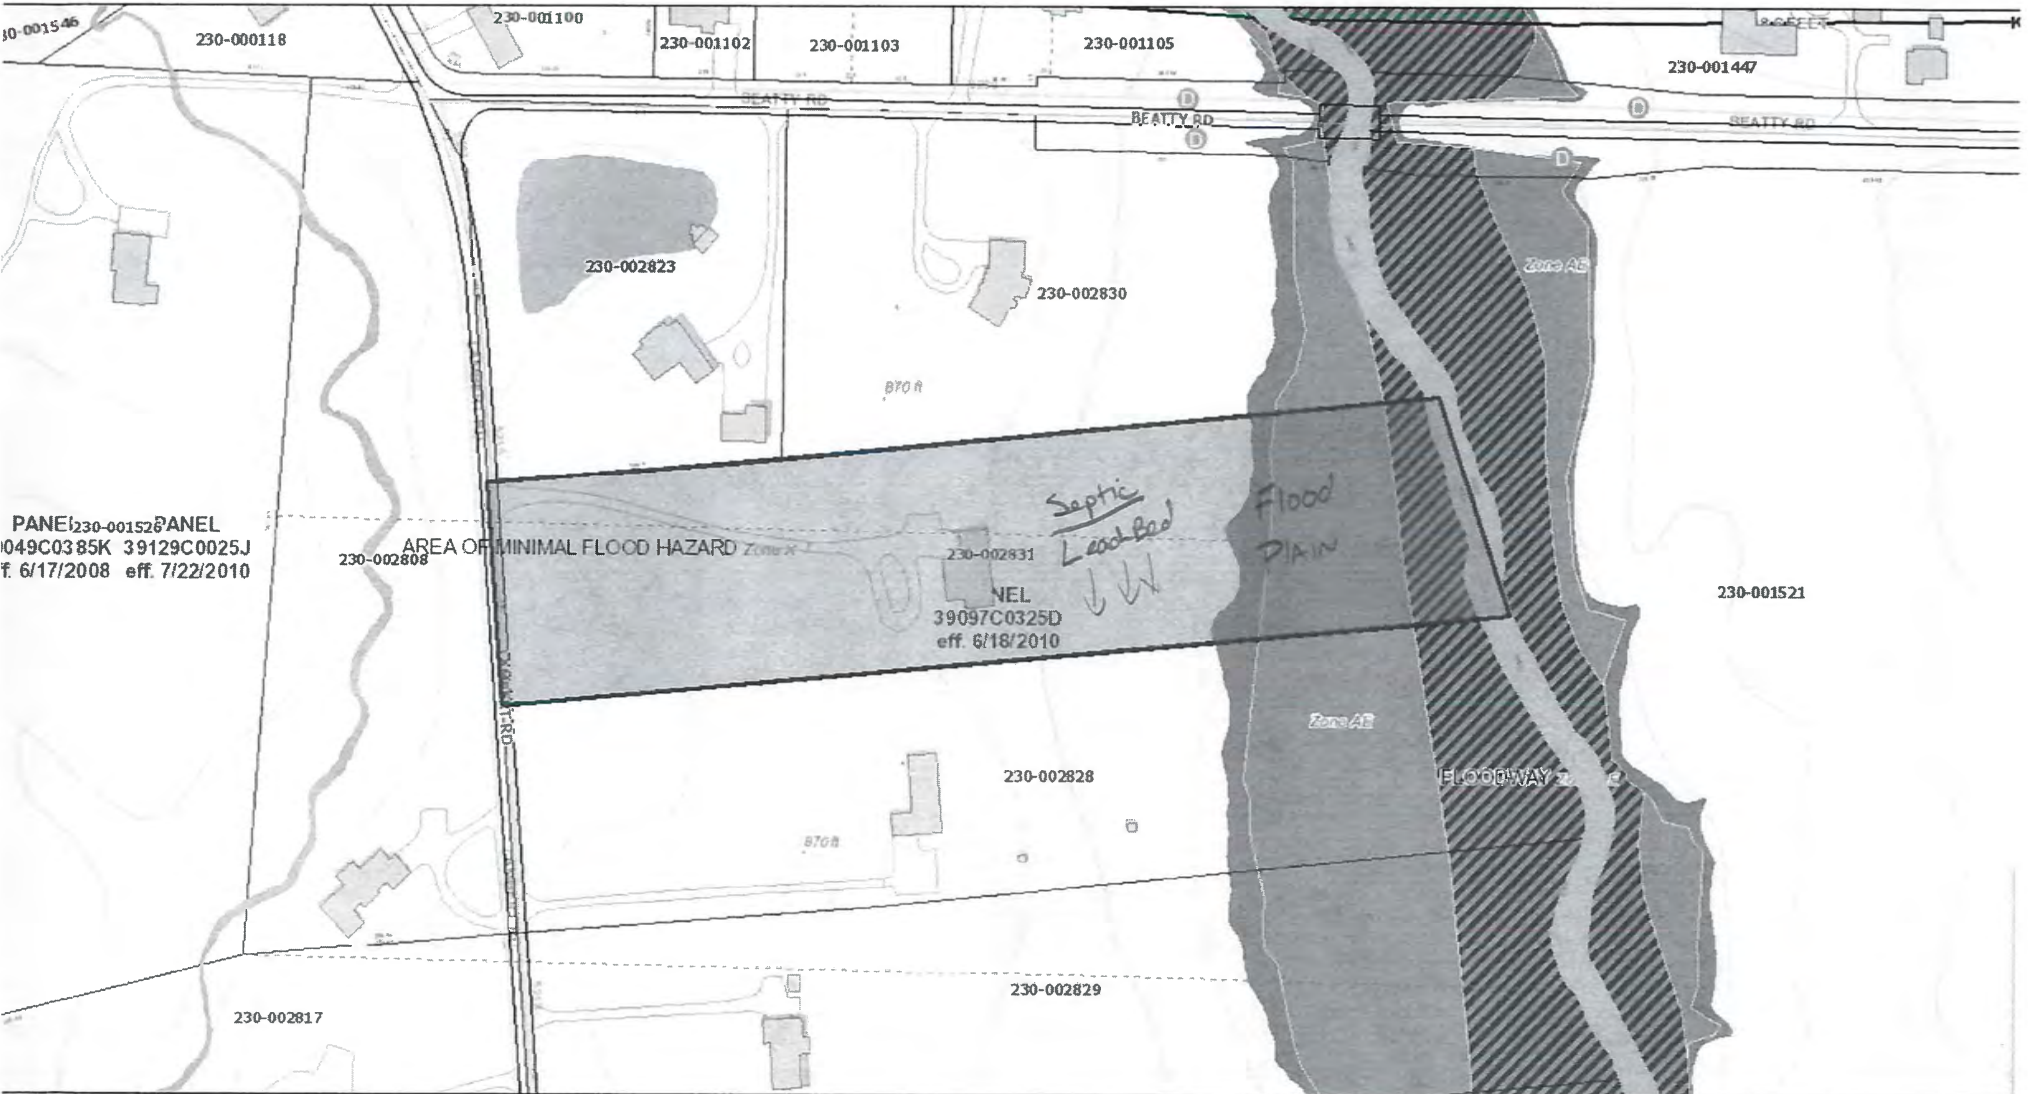 230-001100
30-001546
230-000118
230-001102
230-001103
230-001105
230-001447
BEATTY RD
D
D
BEATTY RD
D
BEATTY RD
D
230-002823
Zone AE
230-002830
870 ft
Septic
Leach Bed
Flood
Plain
PANEL
230-001526
PANEL
0049C0385K 39129C0025J
f. 6/17/2008 eff. 7/22/2010
230-002808
AREA OF MINIMAL FLOOD HAZARD Zone X
230-002831
NEL
39097C0325D
eff. 6/18/2010
230-001521
Zone AE
230-002828
FLOODWAY
870 ft
230-002829
230-002817